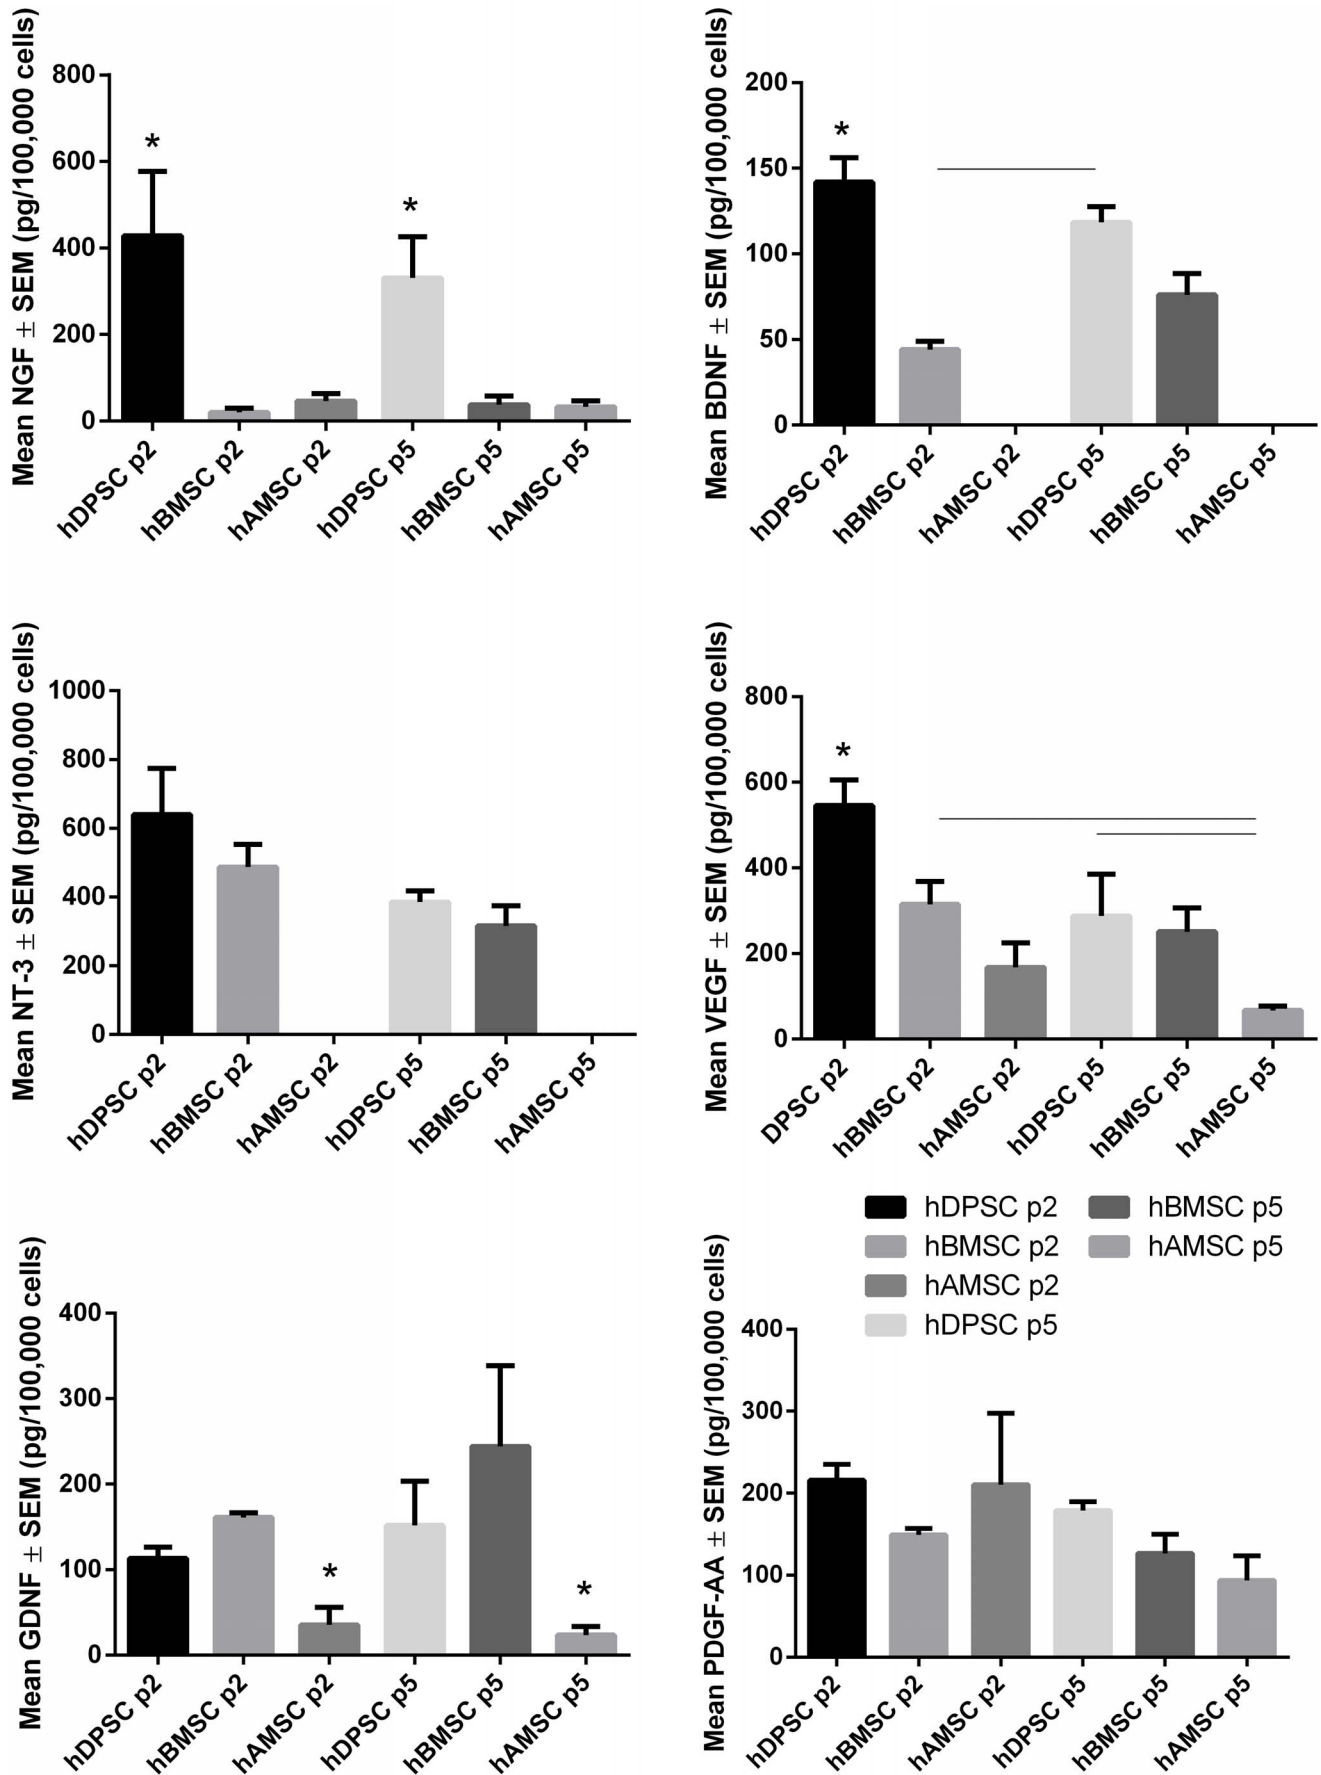 Mean NGF ± SEM (pg/100,000 cells)
800
600
400
200
0
*
*
hDPSC p2
hBMSC p2
hAMSC p2
hDPSC p5
hBMSC p5
hAMSC p5
Mean BDNF ± SEM (pg/100,000 cells)
200
150
100
50
0
*
hDPSC p2
hBMSC p2
hAMSC p2
hDPSC p5
hBMSC p5
hAMSC p5
Mean NT-3 ± SEM (pg/100,000 cells)
1000
800
600
400
200
0
hDPSC p2
hBMSC p2
hAMSC p2
hDPSC p5
hBMSC p5
hAMSC p5
Mean VEGF ± SEM (pg/100,000 cells)
800
600
400
200
0
*
DPSC p2
hBMSC p2
hAMSC p2
hDPSC p5
hBMSC p5
hAMSC p5
Mean GDNF ± SEM (pg/100,000 cells)
400
300
200
100
0
*
*
hDPSC p2
hBMSC p2
hAMSC p2
hDPSC p5
hBMSC p5
hAMSC p5
hDPSC p2
hBMSC p2
hAMSC p2
hDPSC p5
hBMSC p5
hAMSC p5
Mean PDGF-AA ± SEM (pg/100,000 cells)
400
300
200
100
0
hDPSC p2
hBMSC p2
hAMSC p2
hDPSC p5
hBMSC p5
hAMSC p5